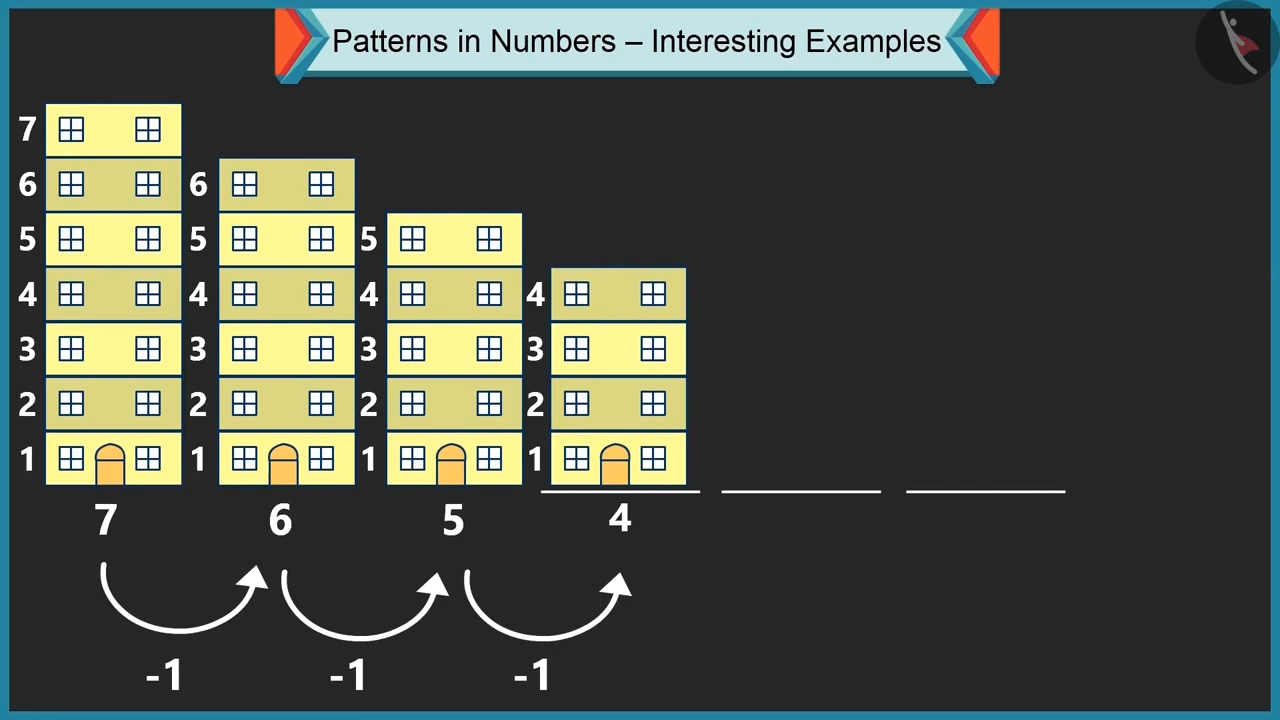 Patterns in Numbers – Interesting Examples
7
6 6
5 5 5
4 4 4 4
3 3 3 3
2 2 2 2
1 1 1 1
7 6 5 4
-1 -1 -1